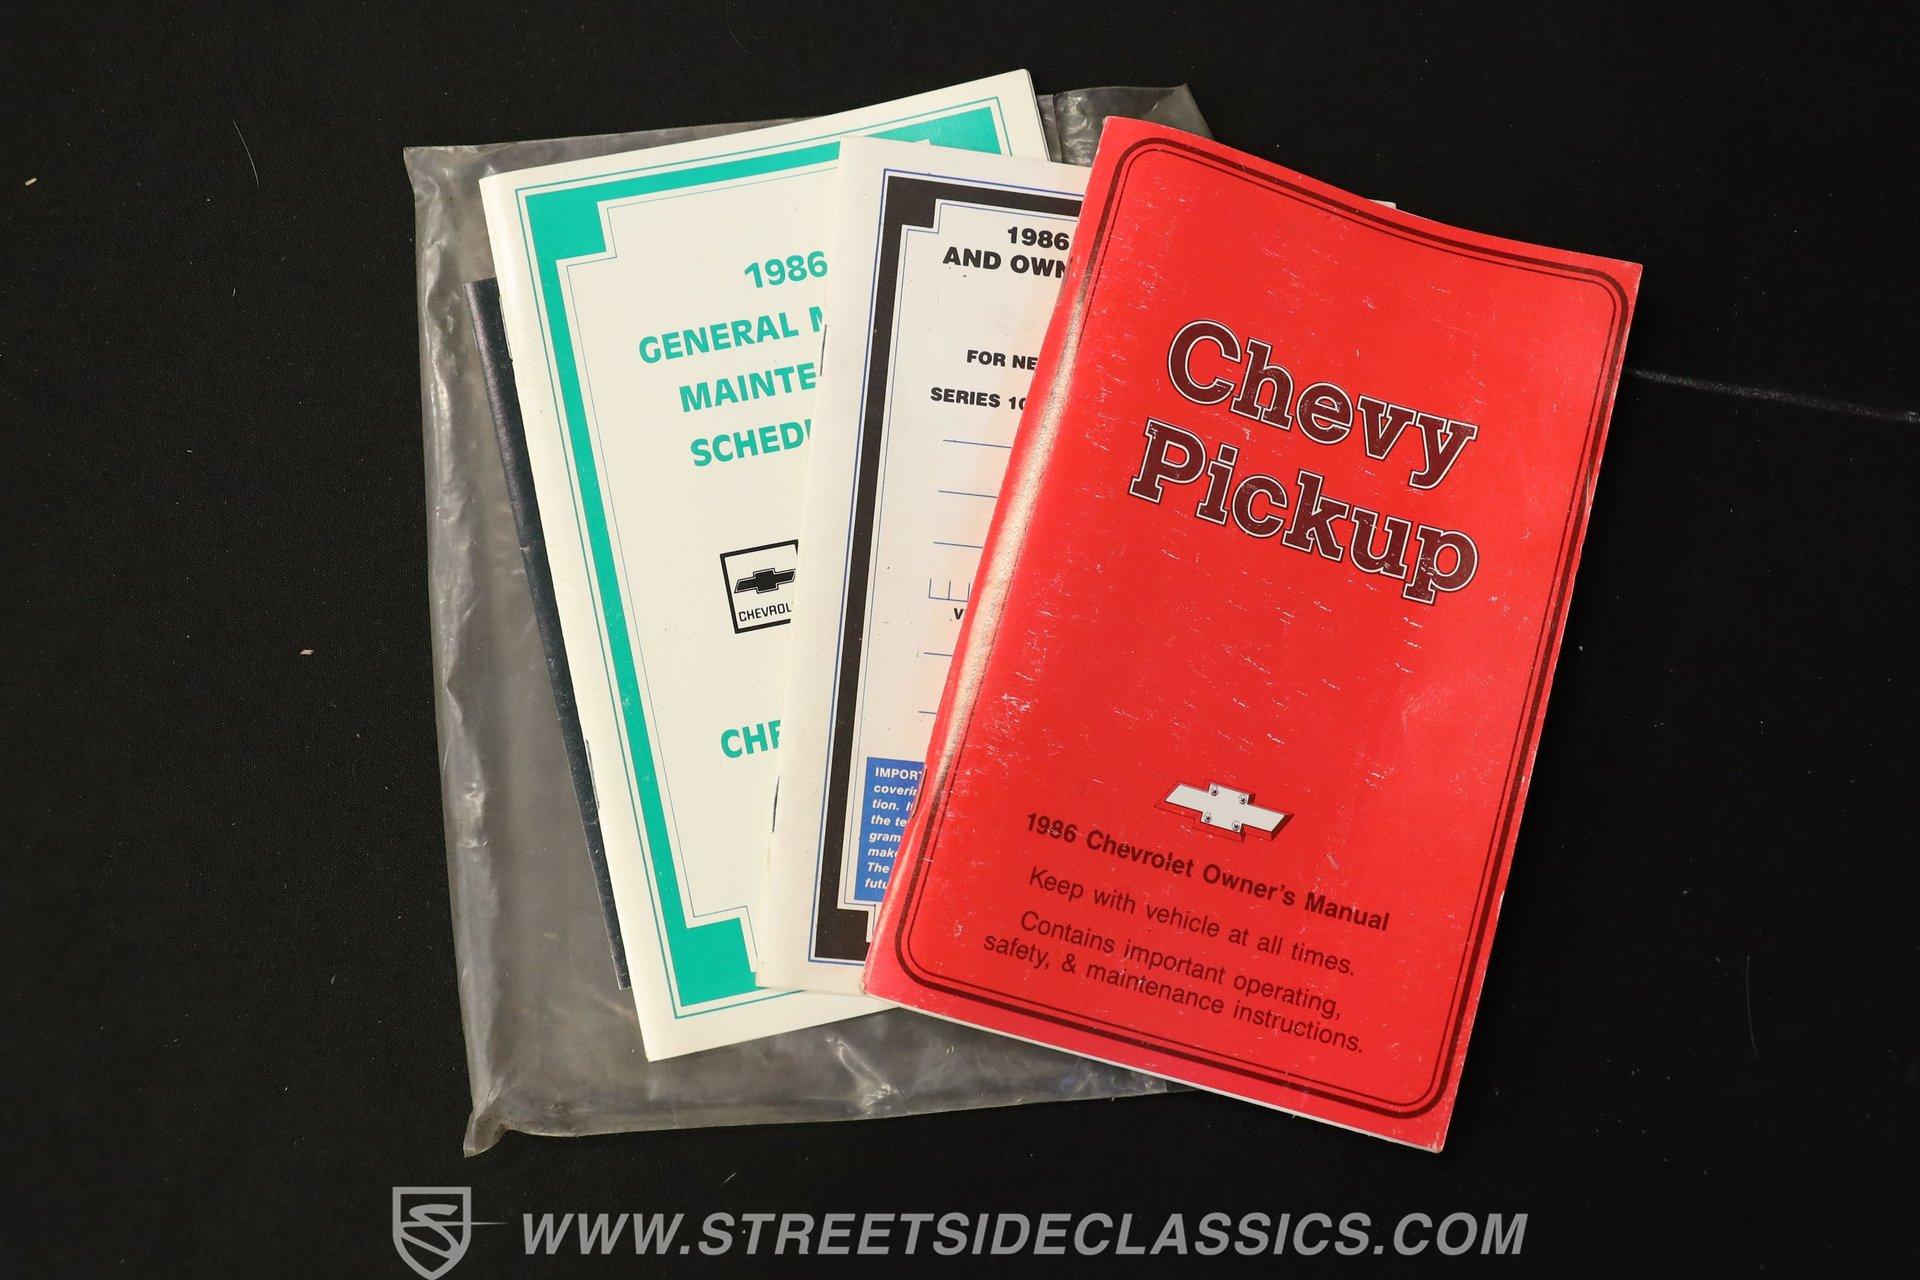 1986
GENERAL M
MAINTE
SCHED
CHEVROL
CHE
1986
AND OWN
FOR NE
SERIES 10
V
IMPOR
coverin
tion. I
the te
gram
make
The
futu
Chevy
Pickup
1986 Chevrolet Owner's Manual
Keep with vehicle at all times.
Contains important operating,
safety, & maintenance instructions.
WWW.STREETSIDECLASSICS.COM